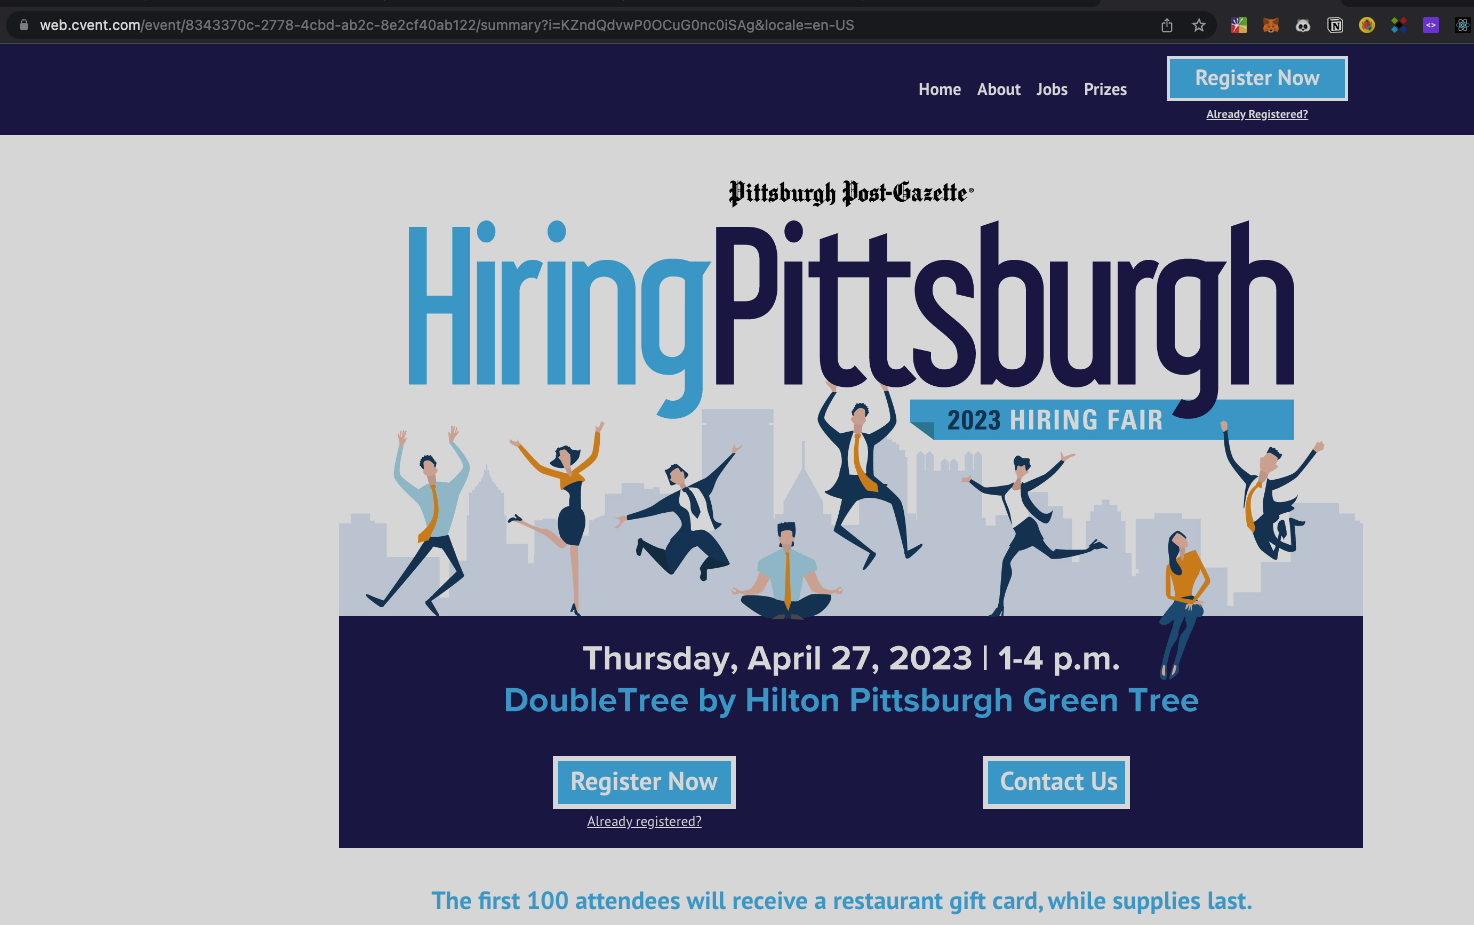 web.cvent.com/event/8343370c-2778-4cbd-ab2c-8e2cf40ab122/summary?i=KZndQdvwP0OCuG0nc0iSAg&locale=en-US
Home About Jobs Prizes Register Now
Already Registered?
Pittsburgh Post-Gazette®
HiringPittsburgh
2023 HIRING FAIR
Thursday, April 27, 2023 | 1-4 p.m.
DoubleTree by Hilton Pittsburgh Green Tree
Register Now Contact Us
Already registered?
The first 100 attendees will receive a restaurant gift card, while supplies last.